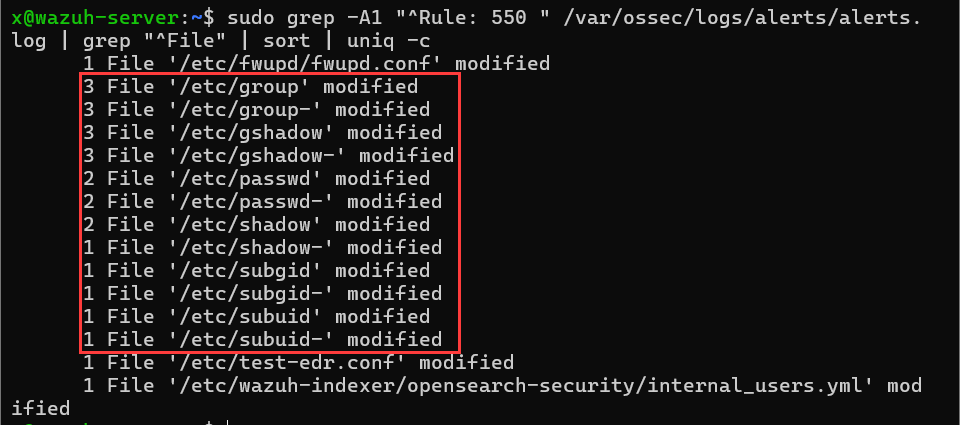 x@wazuh-server:~$ sudo grep -A1 "^Rule: 550 " /var/ossec/logs/alerts/alerts.
log | grep "^File" | sort | uniq -c
1 File '/etc/fwupd/fwupd.conf' modified
3 File '/etc/group' modified
3 File '/etc/group-' modified
3 File '/etc/gshadow' modified
3 File '/etc/gshadow-' modified
2 File '/etc/passwd' modified
2 File '/etc/passwd-' modified
2 File '/etc/shadow' modified
1 File '/etc/shadow-' modified
1 File '/etc/subgid' modified
1 File '/etc/subgid-' modified
1 File '/etc/subuid' modified
1 File '/etc/subuid-' modified
1 File '/etc/test-edr.conf' modified
1 File '/etc/wazuh-indexer/opensearch-security/internal_users.yml' mod
ified